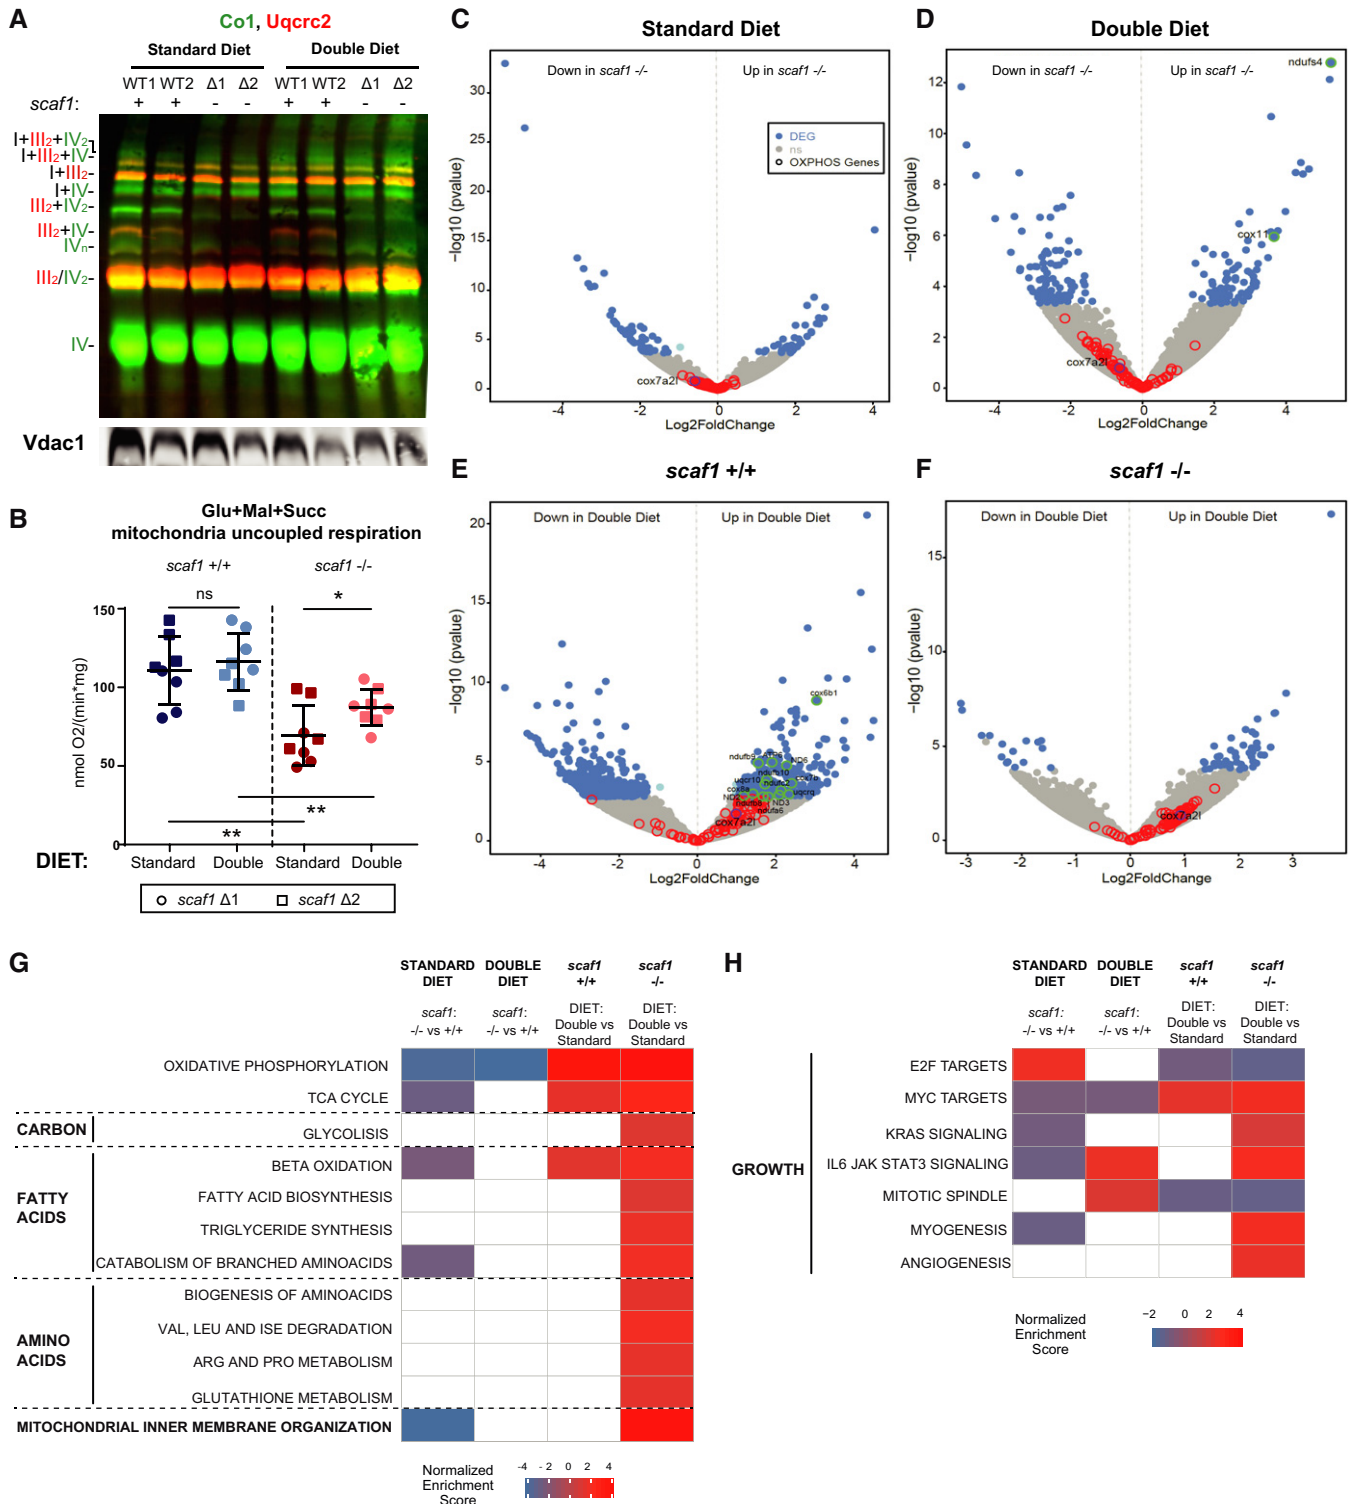 A
Co1, Uqcrc2
Standard Diet
Double Diet
WT1 WT2 Δ1 Δ2 WT1 WT2 Δ1 Δ2
scaf1: + + - - + + - -
I+III2+IV2
I+III2+IV-
I+III2-
I+IV-
III2+IV2-
III2+IV-
IVn-
III2/IV2-
IV-
Vdac1
B
Glu+Mal+Succ
mitochondria uncoupled respiration
scaf1 +/+
scaf1 -/-
ns
*
nmol O2/(min*mg)
150
100
50
0
**
**
DIET:
Standard Double Standard Double
scaf1 Δ1 scaf1 Δ2
C
Standard Diet
Down in scaf1 -/-
Up in scaf1 -/-
DEG
ns
OXPHOS Genes
cox7a2l
−log10 (pvalue)
30
25
20
15
10
5
0
-4 -2 0 2 4
Log2FoldChange
D
Double Diet
Down in scaf1 -/-
Up in scaf1 -/-
ndufs4
cox11
cox7a2l
−log10 (pvalue)
12
10
8
6
4
2
0
-4 -2 0 2 4
Log2FoldChange
E
scaf1 +/+
Down in Double Diet
Up in Double Diet
cox6b1
ndufb9
ATP6
ND6
ndufb10
uqcr10
ndufs2
cox7b
cox8a
uqcrq
ND2
ndufb8
ND3
ndufa6
cox7a2l
−log10 (pvalue)
20
15
10
5
0
-4 -2 0 2 4
Log2FoldChange
F
scaf1 -/-
Down in Double Diet
Up in Double Diet
cox7a2l
−log10 (pvalue)
15
10
5
0
-3 -2 -1 0 1 2 3
Log2FoldChange
G
STANDARD DIET
scaf1: -/- vs +/+
DOUBLE DIET
scaf1: -/- vs +/+
scaf1 +/+
DIET: Double vs Standard
scaf1 -/-
DIET: Double vs Standard
OXIDATIVE PHOSPHORYLATION
TCA CYCLE
CARBON
GLYCOLISIS
FATTY ACIDS
BETA OXIDATION
FATTY ACID BIOSYNTHESIS
TRIGLYCERIDE SYNTHESIS
CATABOLISM OF BRANCHED AMINOACIDS
AMINO ACIDS
BIOGENESIS OF AMINOACIDS
VAL, LEU AND ISE DEGRADATION
ARG AND PRO METABOLISM
GLUTATHIONE METABOLISM
MITOCHONDRIAL INNER MEMBRANE ORGANIZATION
Normalized Enrichment Score
-4 -2 0 2 4
H
STANDARD DIET
scaf1: -/- vs +/+
DOUBLE DIET
scaf1: -/- vs +/+
scaf1 +/+
DIET: Double vs Standard
scaf1 -/-
DIET: Double vs Standard
GROWTH
E2F TARGETS
MYC TARGETS
KRAS SIGNALING
IL6 JAK STAT3 SIGNALING
MITOTIC SPINDLE
MYOGENESIS
ANGIOGENESIS
Normalized Enrichment Score
−2 0 2 4